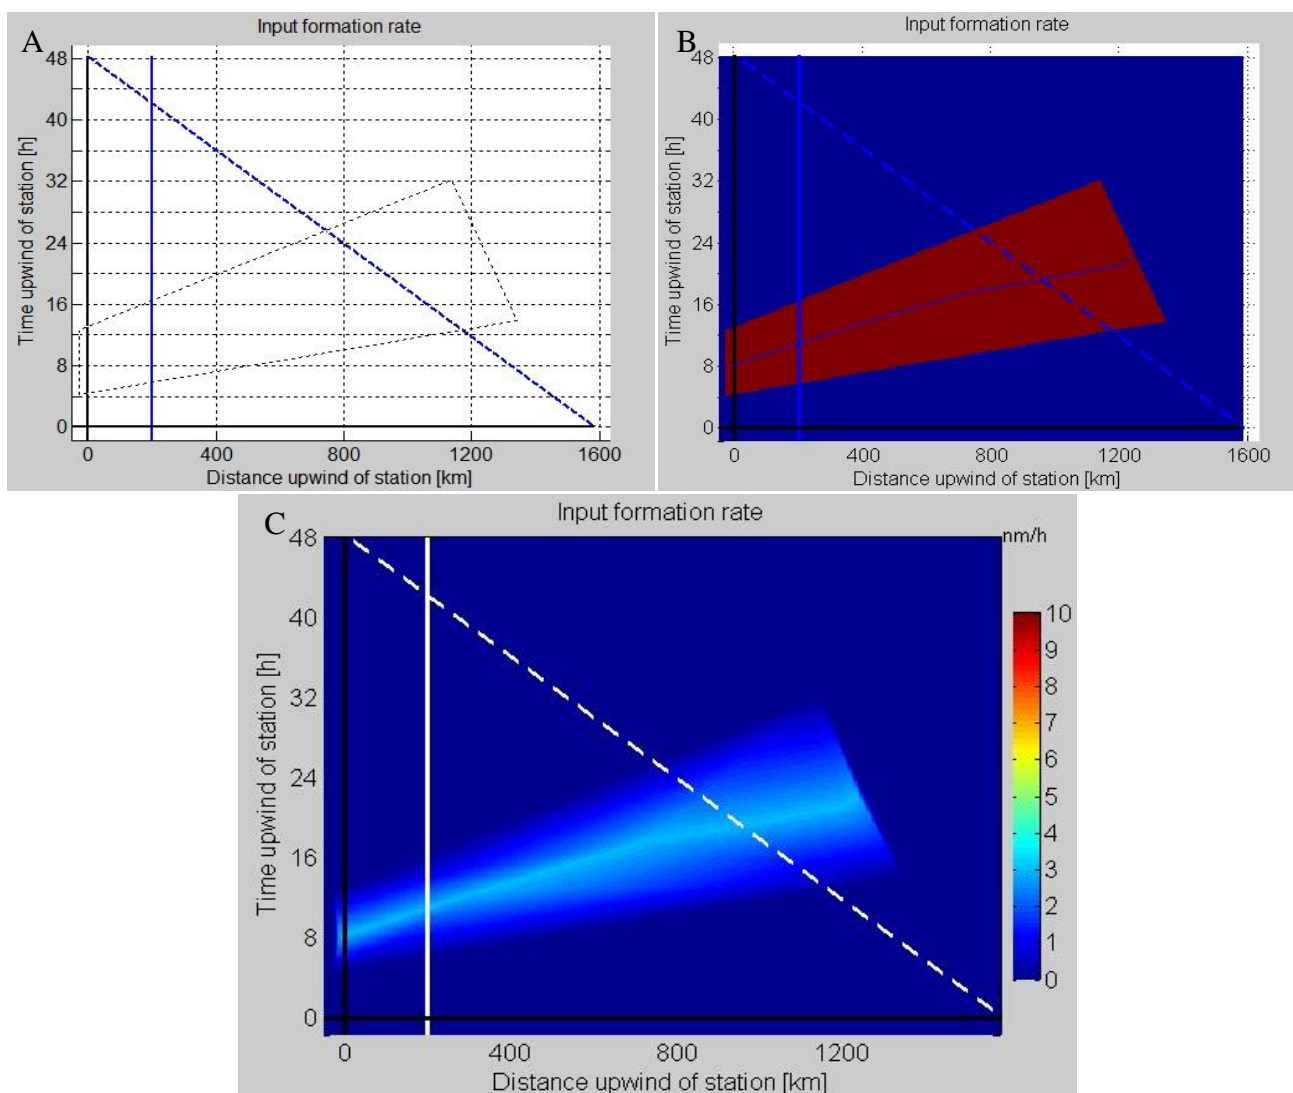 A
Input formation rate
48
40
32
24
16
8
0
Time upwind of station [h]
0 400 800 1200 1600
Distance upwind of station [km]
B
Input formation rate
48
40
32
24
16
8
0
Time upwind of station [h]
0 400 800 1200 1600
Distance upwind of station [km]
C
Input formation rate
48
40
32
24
16
8
0
Time upwind of station [h]
0 400 800 1200
Distance upwind of station [km]
nm/h
10
9
8
7
6
5
4
3
2
1
0